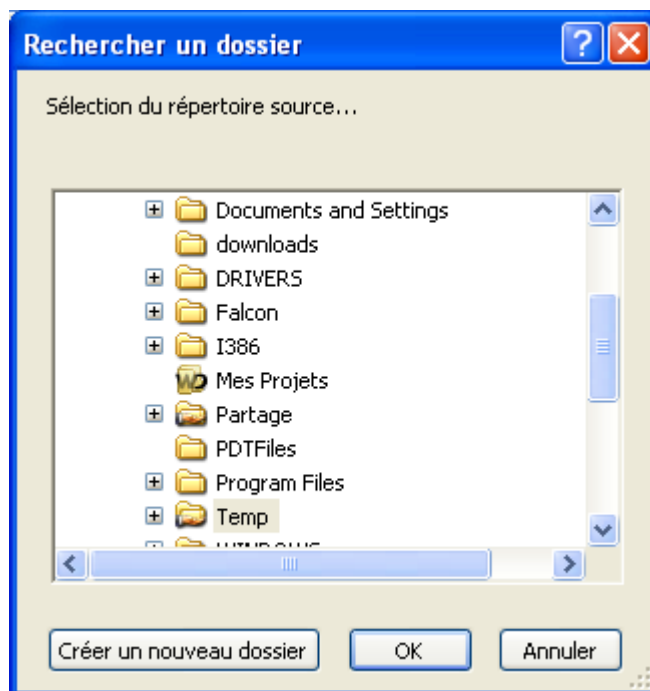 Rechercher un dossier
Sélection du répertoire source...
Documents and Settings
downloads
DRIVERS
Falcon
I386
Mes Projets
Partage
PDTFiles
Program Files
Temp
WINDOWS
Créer un nouveau dossier
OK
Annuler